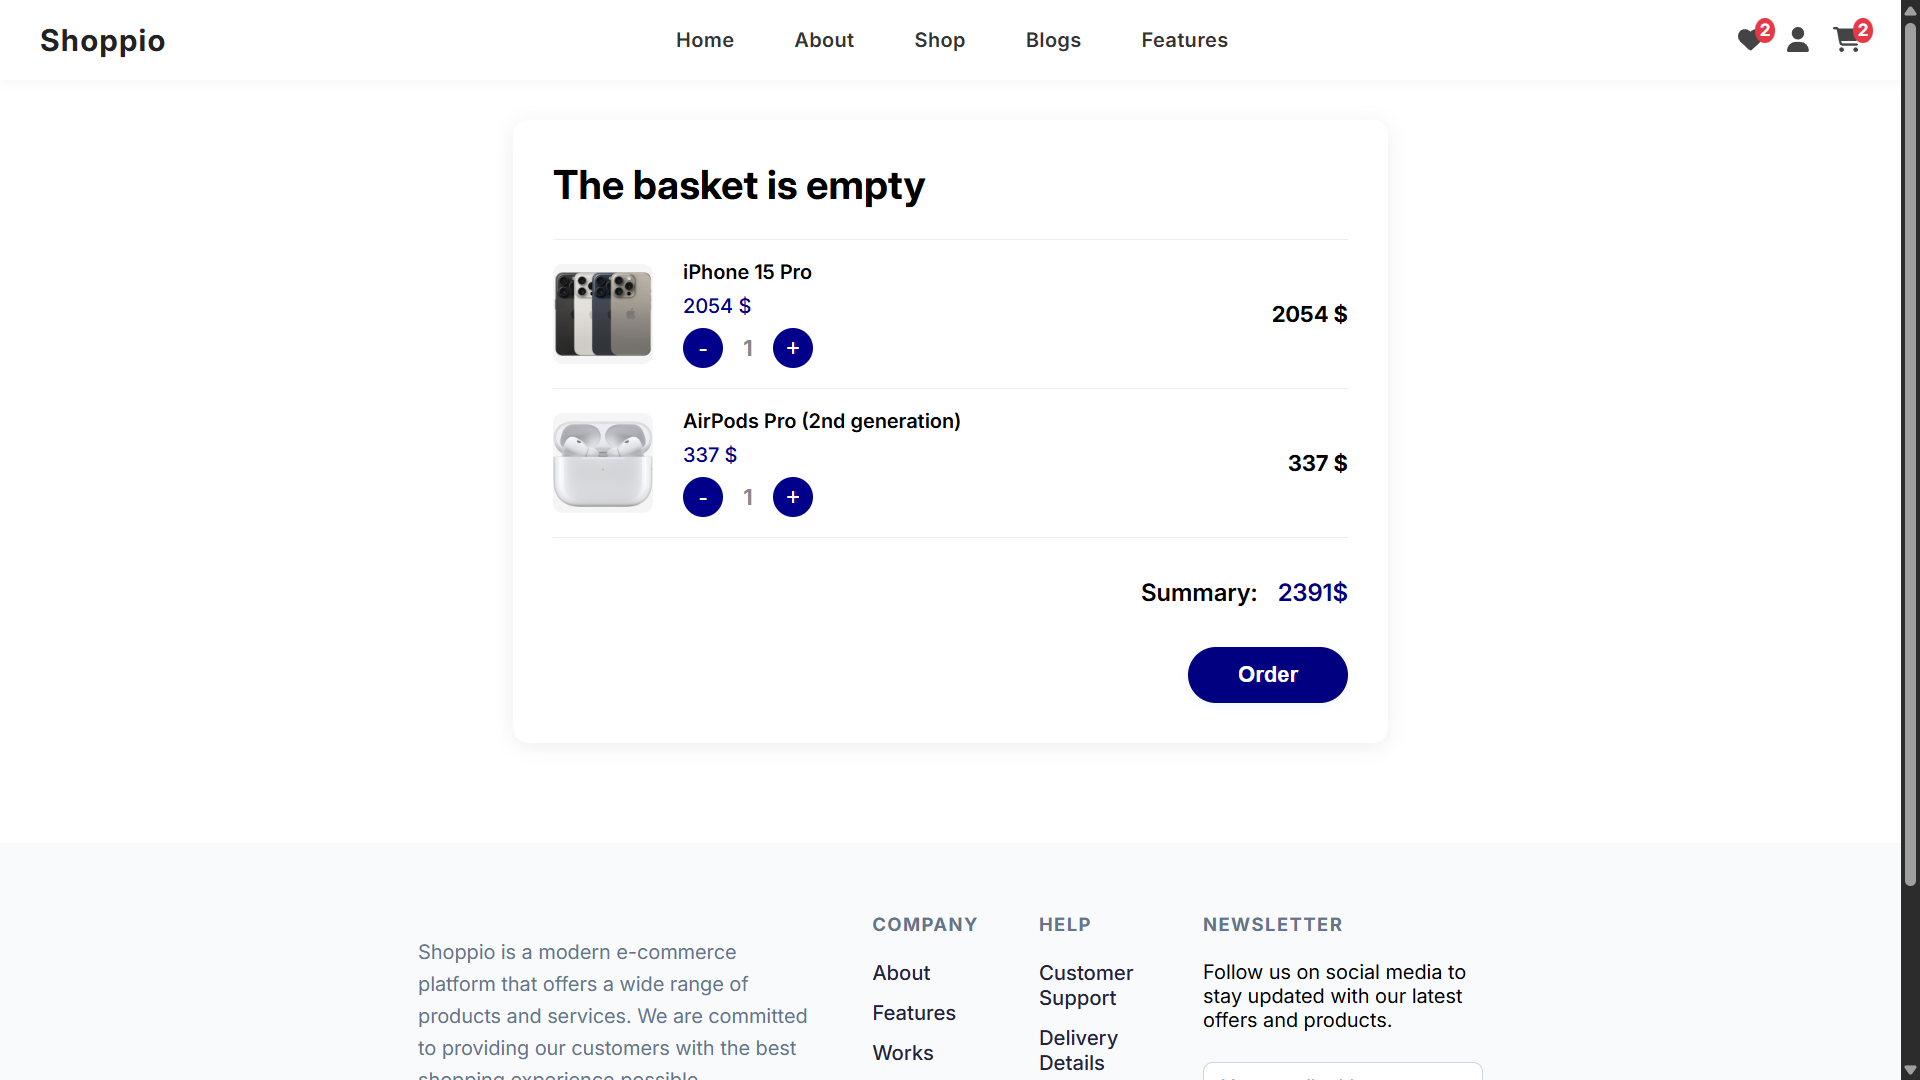 Shoppio
Home
About
Shop
Blogs
Features
2
2
The basket is empty
iPhone 15 Pro
2054 $
- 1 +
2054 $
AirPods Pro (2nd generation)
337 $
- 1 +
337 $
Summary: 2391$
Order
Shoppio is a modern e-commerce
platform that offers a wide range of
products and services. We are committed
to providing our customers with the best
shopping experience possible.
COMPANY
About
Features
Works
HELP
Customer
Support
Delivery
Details
NEWSLETTER
Follow us on social media to
stay updated with our latest
offers and products.